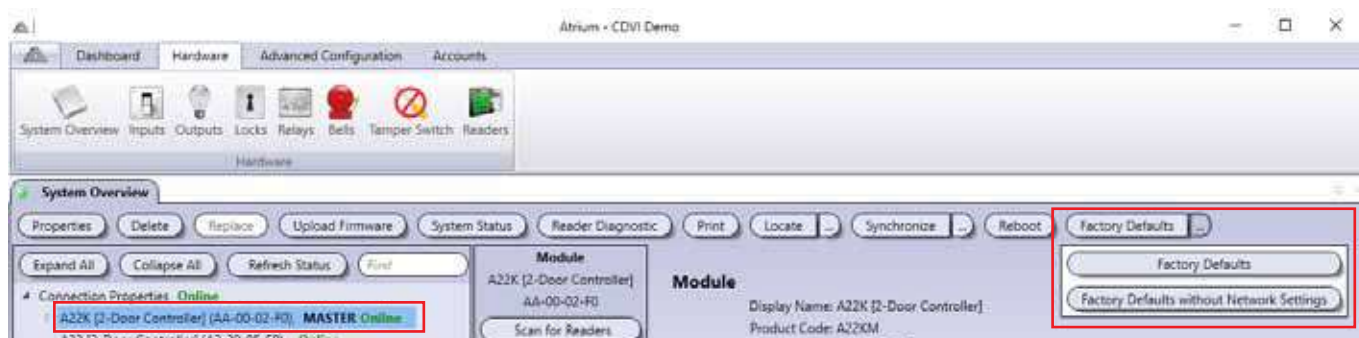 Atrium - CDVI Demo
Dashboard Hardware Advanced Configuration Accounts
System Overview Inputs Outputs Locks Relays Bells Tamper Switch Readers
Hardware
System Overview
Properties Delete Replace Upload Firmware System Status Reader Diagnostic Print Locate ... Synchronize ... Reboot Factory Defaults ...
Expand All Collapse All Refresh Status Find
Module
A22K [2-Door Controller]
AA-00-02-F0
Scan for Readers
Connection Properties Online
A22K [2-Door Controller] (AA-00-02-F0), MASTER Online
Module
Display Name: A22K [2-Door Controller]
Product Code: A22KM
Factory Defaults
Factory Defaults without Network Settings